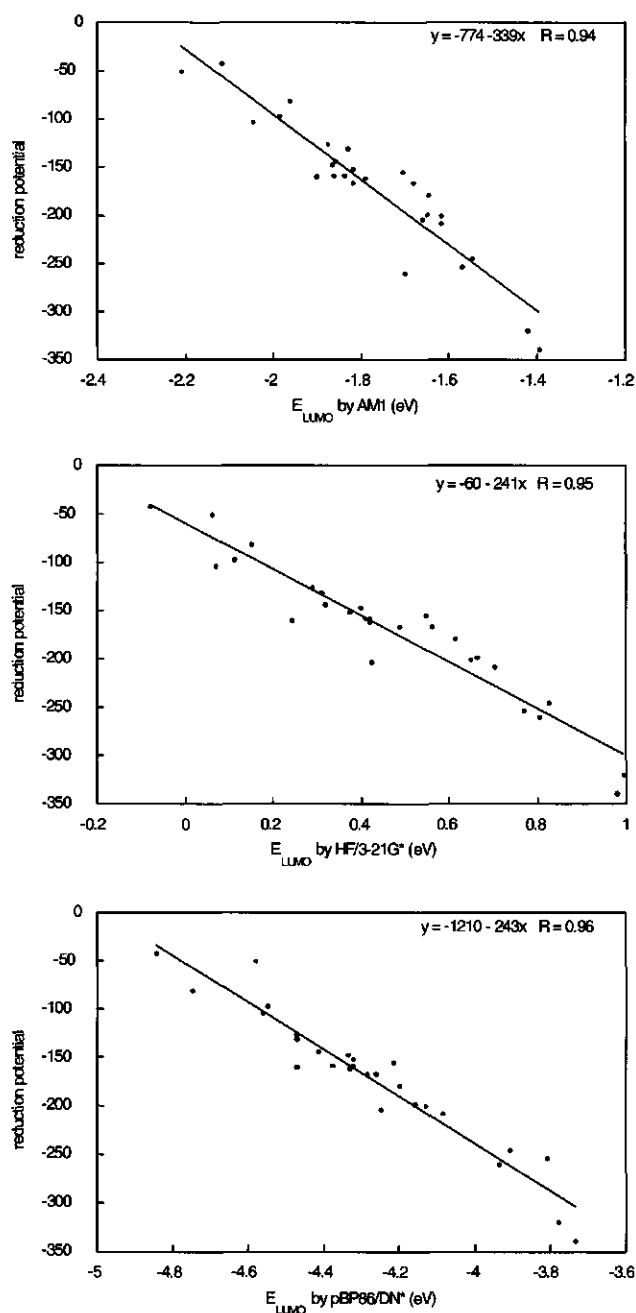 0
y = -774 -339x R = 0.94
-50
-100
-150
-200
-250
-300
-350
reduction potential
-2.4 -2.2 -2 -1.8 -1.6 -1.4 -1.2
E_LUMO by AM1 (eV)
0
y = -60 - 241x R = 0.95
-50
-100
-150
-200
-250
-300
-350
reduction potential
-0.2 0 0.2 0.4 0.6 0.8 1
E_LUMO by HF/3-21G* (eV)
0
y = -1210 - 243x R = 0.96
-50
-100
-150
-200
-250
-300
-350
reduction potential
-5 -4.8 -4.6 -4.4 -4.2 -4 -3.8 -3.6
E_LUMO by pBP86/DN* (eV)